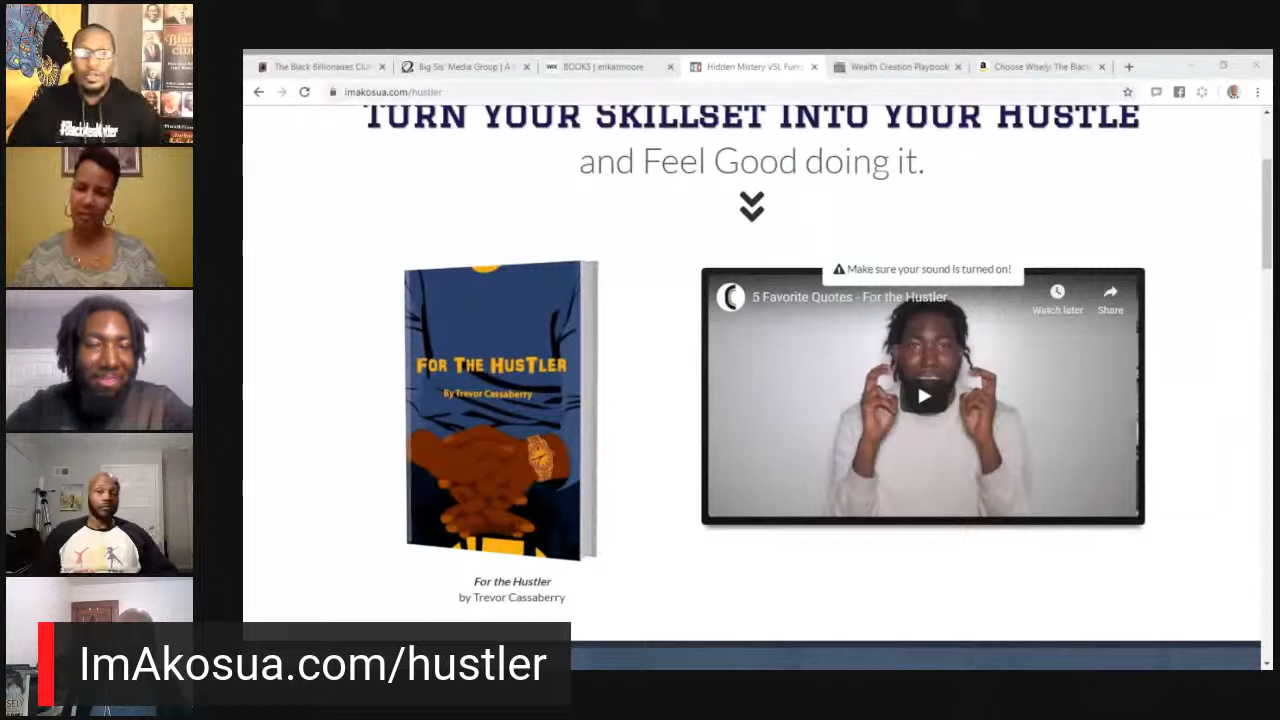 The Black Billionaires Clu
Big Sis' Media Group | A
BOOKS | erikasmoore
Hidden Mistery VSL Funn
Wealth Creation Playbook
Choose Wisely: The Black
imakosua.com/hustler
TURN YOUR SKILLSET INTO YOUR HUSTLE
and Feel Good doing it.
Make sure your sound is turned on!
5 Favorite Quotes - For the Hustler
Watch later
Share
FOR THE HUSTLER
By Trevor Cassaberry
For the Hustler
by Trevor Cassaberry
ImAkosua.com/hustler